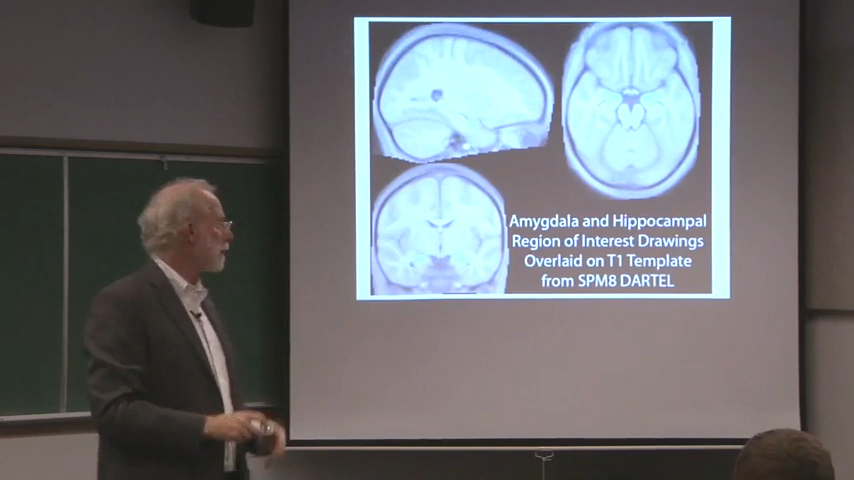 Amygdala and Hippocampal
Region of Interest Drawings
Overlaid on T1 Template
from SPM8 DARTEL